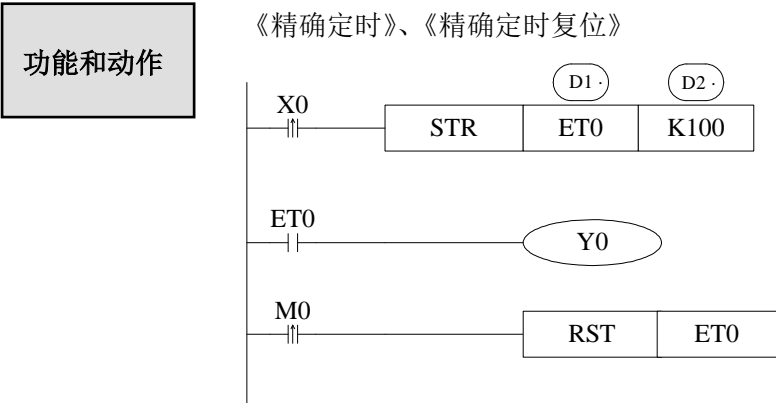 《精确定时》、《精确定时复位》
功能和动作
D1· D2·
X0
STR ET0 K100
ET0
Y0
M0
RST ET0